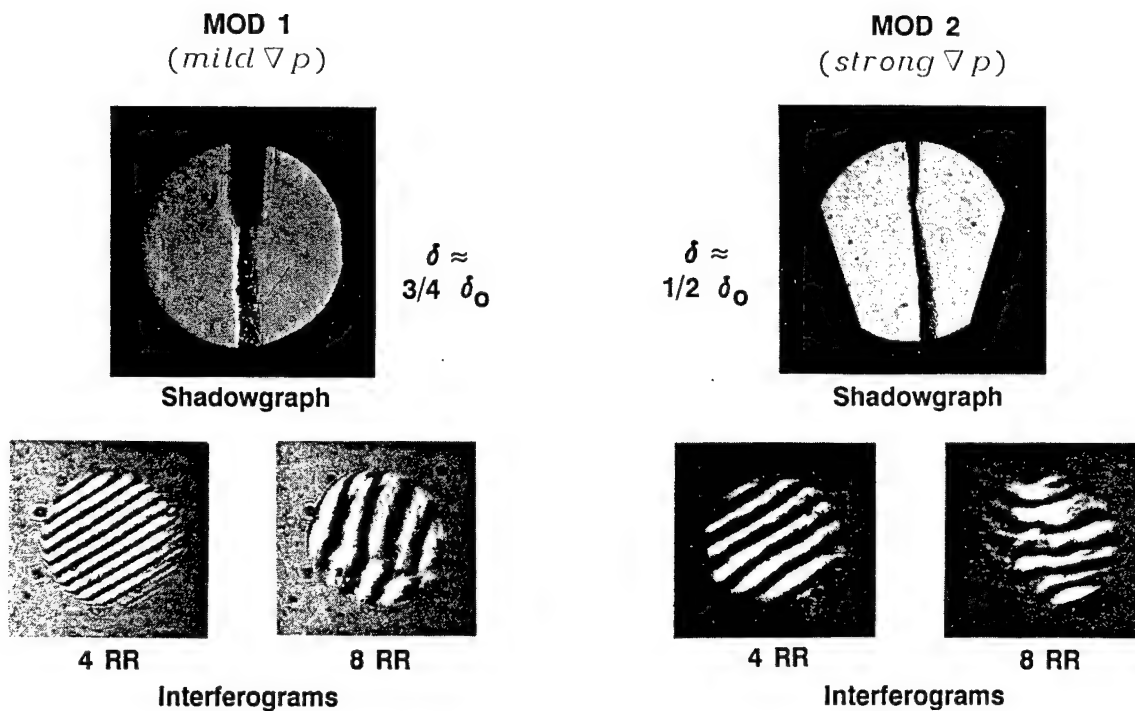 MOD 1
(mild ∇ p)
Shadowgraph
δ ≈
3/4 δo
4 RR
8 RR
Interferograms
MOD 2
(strong ∇ p)
δ ≈
1/2 δo
Shadowgraph
4 RR
8 RR
Interferograms